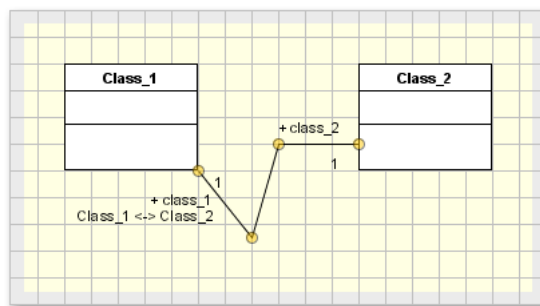 Class_1
Class_2
+ class_2
1
1
+ class_1
Class_1 <-> Class_2